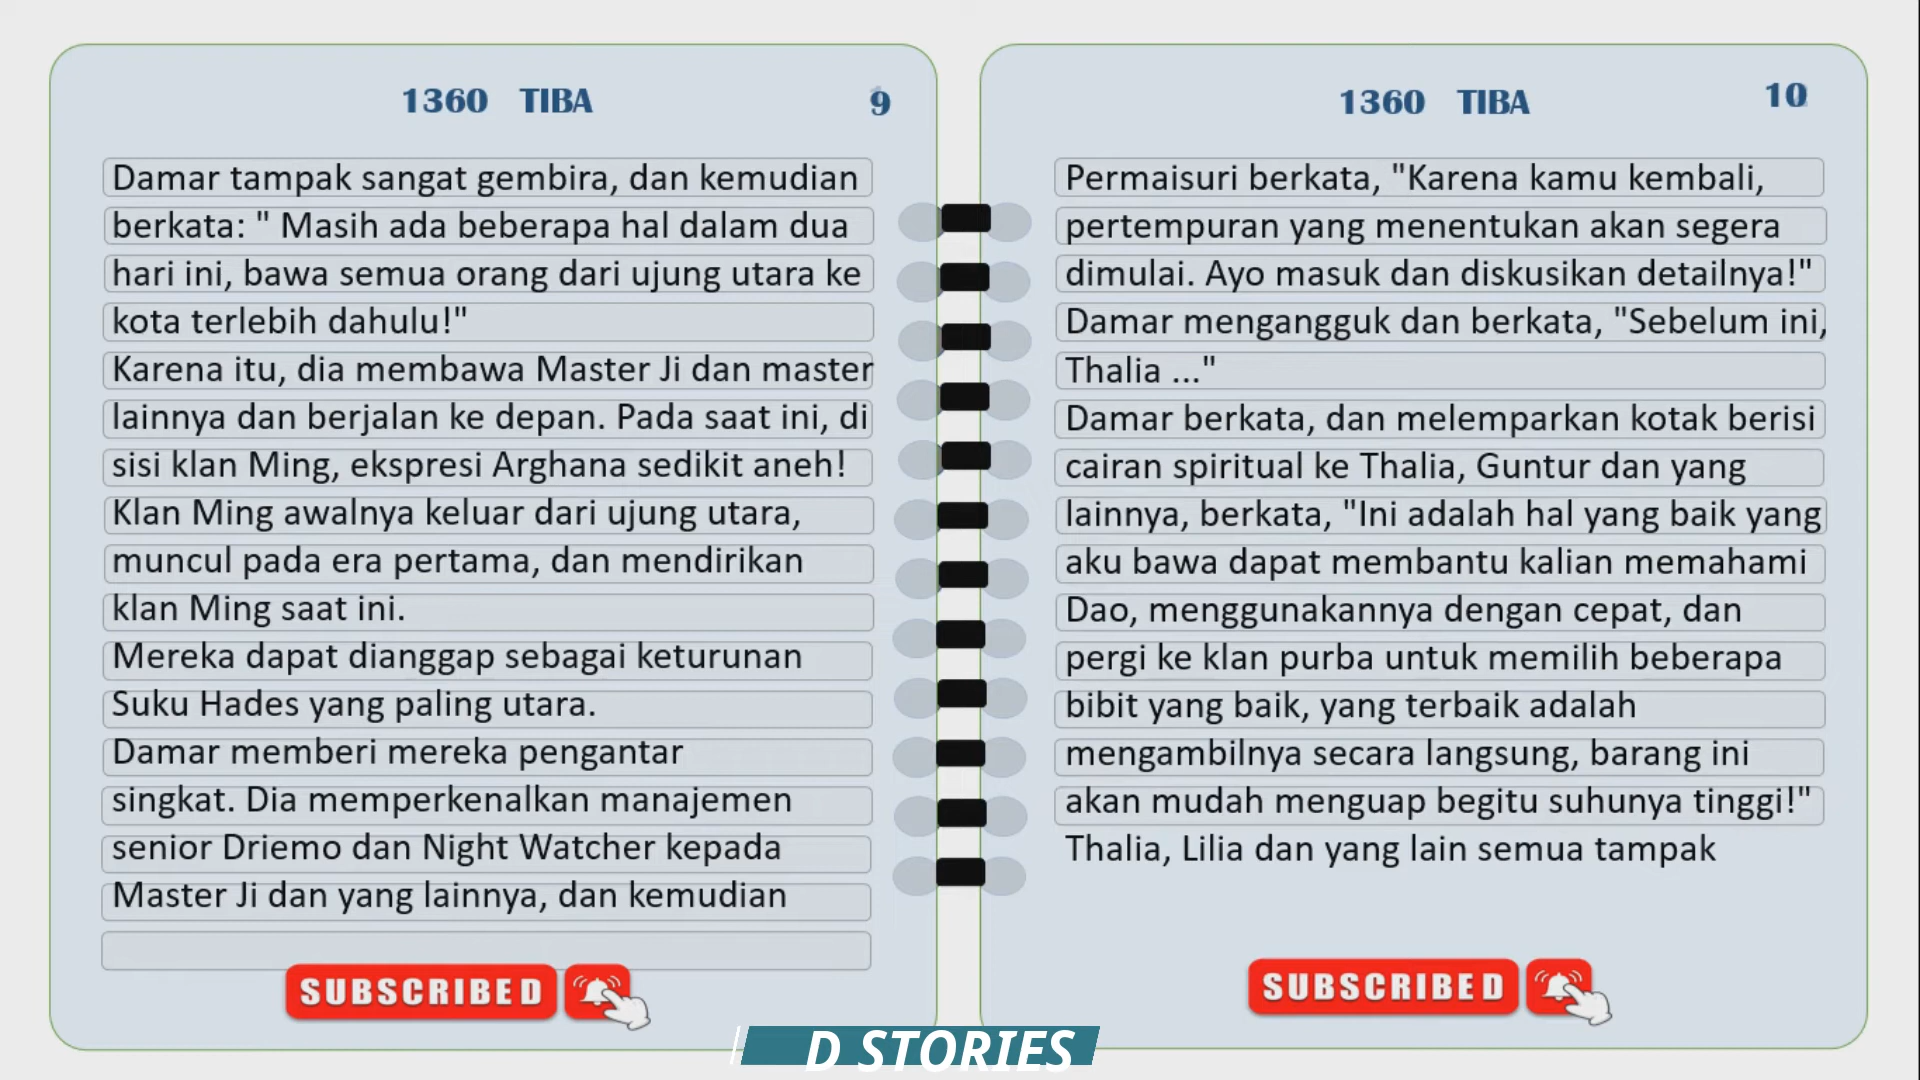 1360 TIBA 9
Damar tampak sangat gembira, dan kemudian
berkata: " Masih ada beberapa hal dalam dua
hari ini, bawa semua orang dari ujung utara ke
kota terlebih dahulu!"
Karena itu, dia membawa Master Ji dan master
lainnya dan berjalan ke depan. Pada saat ini, di
sisi klan Ming, ekspresi Arghana sedikit aneh!
Klan Ming awalnya keluar dari ujung utara,
muncul pada era pertama, dan mendirikan
klan Ming saat ini.
Mereka dapat dianggap sebagai keturunan
Suku Hades yang paling utara.
Damar memberi mereka pengantar
singkat. Dia memperkenalkan manajemen
senior Driemo dan Night Watcher kepada
Master Ji dan yang lainnya, dan kemudian
SUBSCRIBED
1360 TIBA 10
Permaisuri berkata, "Karena kamu kembali,
pertempuran yang menentukan akan segera
dimulai. Ayo masuk dan diskusikan detailnya!"
Damar mengangguk dan berkata, "Sebelum ini,
Thalia ..."
Damar berkata, dan melemparkan kotak berisi
cairan spiritual ke Thalia, Guntur dan yang
lainnya, berkata, "Ini adalah hal yang baik yang
aku bawa dapat membantu kalian memahami
Dao, menggunakannya dengan cepat, dan
pergi ke klan purba untuk memilih beberapa
bibit yang baik, yang terbaik adalah
mengambilnya secara langsung, barang ini
akan mudah menguap begitu suhunya tinggi!"
Thalia, Lilia dan yang lain semua tampak
SUBSCRIBED
D STORIES